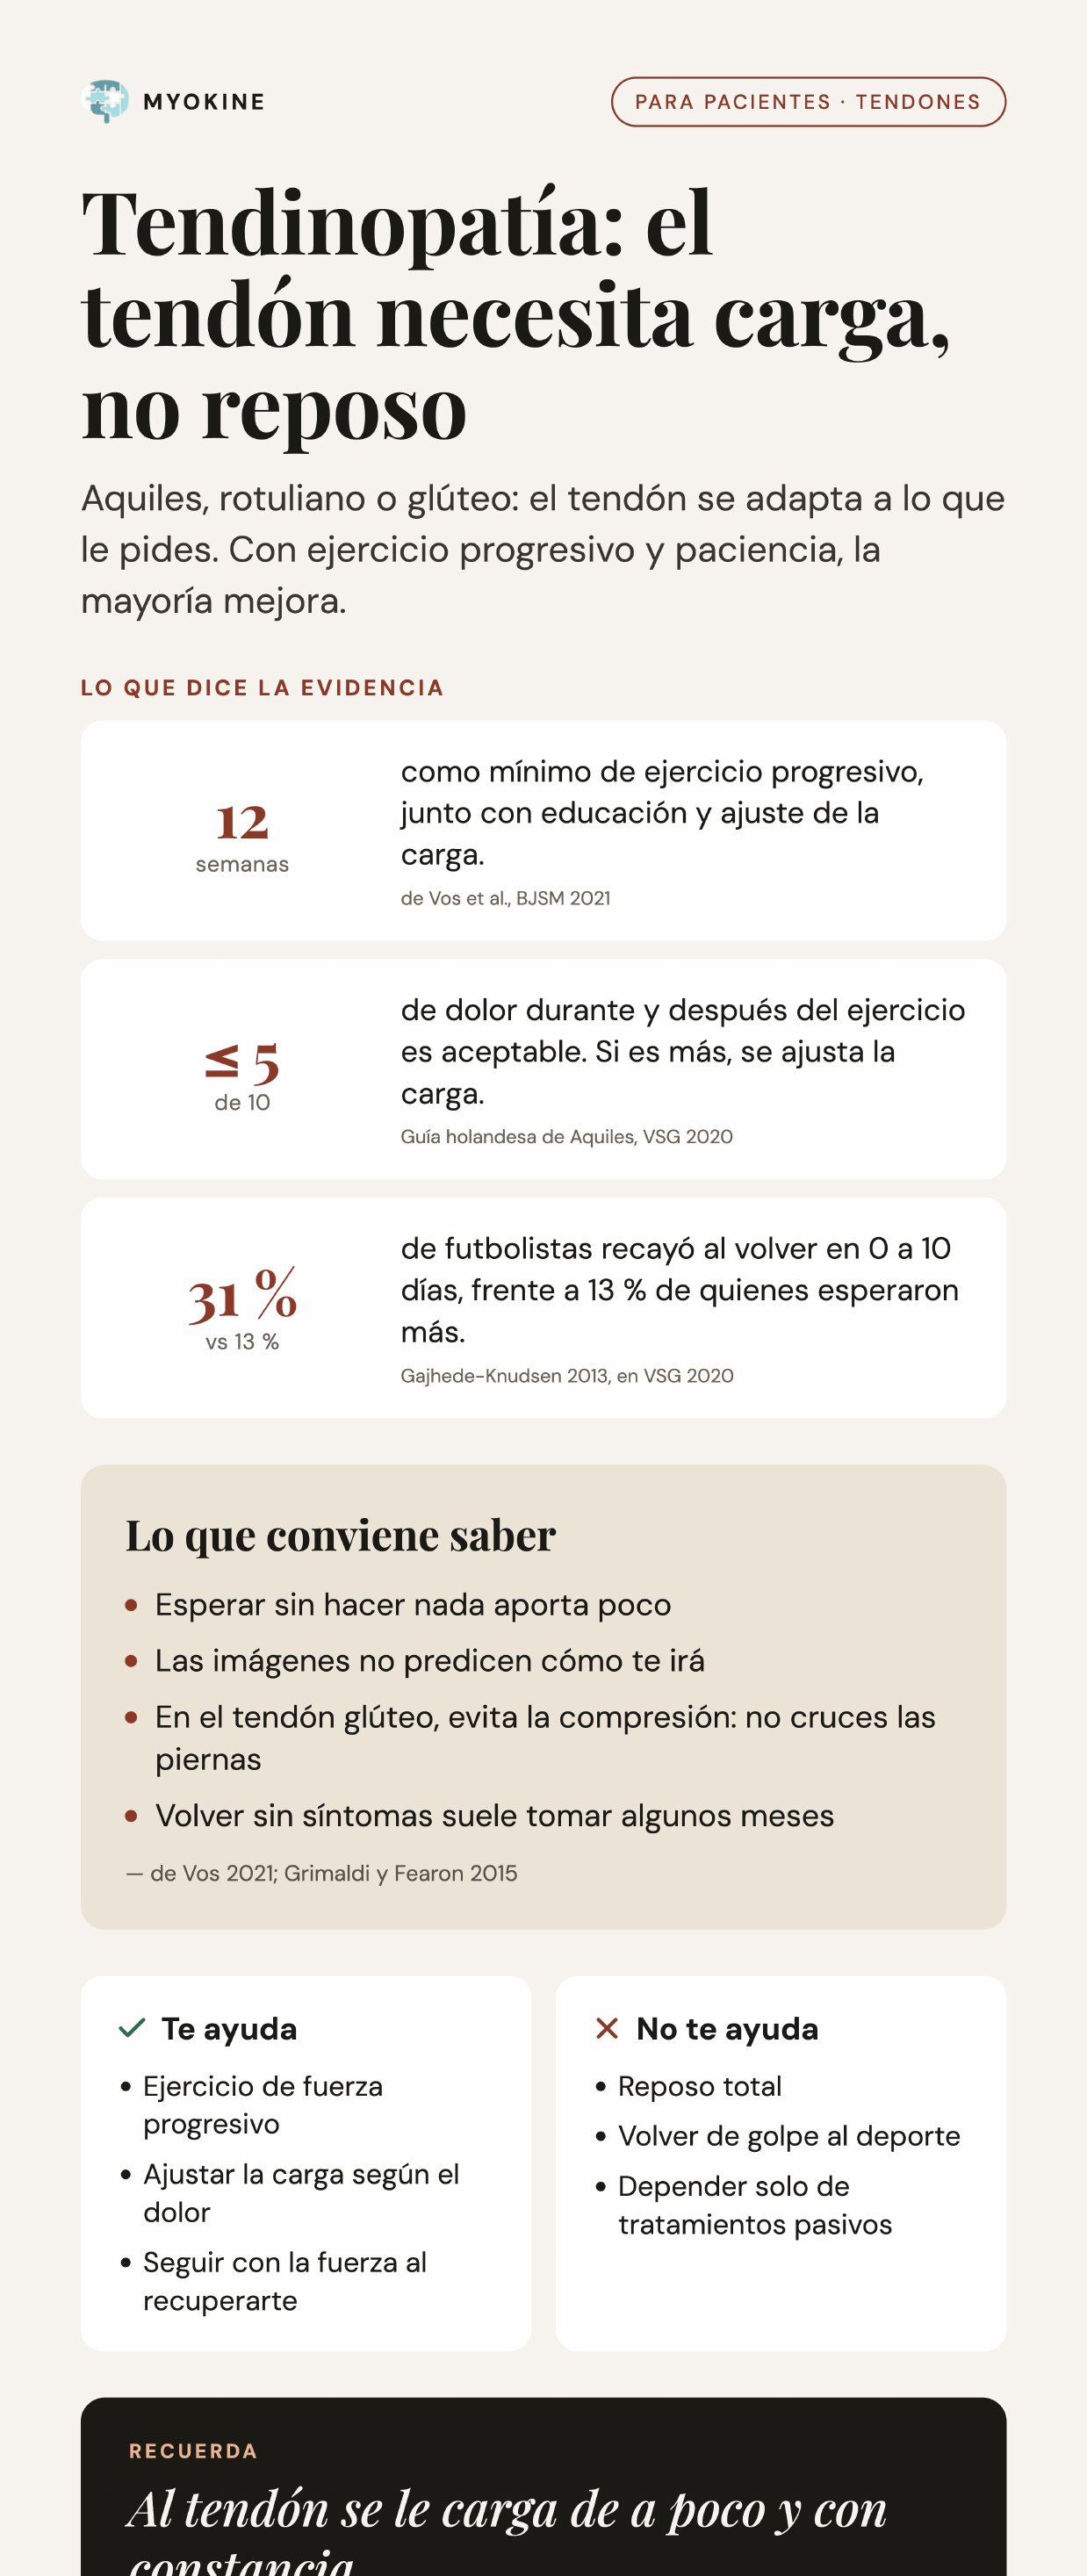 MYOKINE
PARA PACIENTES · TENDONES
Tendinopatía: el
tendón necesita carga,
no reposo
Aquiles, rotuliano o glúteo: el tendón se adapta a lo que
le pides. Con ejercicio progresivo y paciencia, la
mayoría mejora.
LO QUE DICE LA EVIDENCIA
12
semanas
como mínimo de ejercicio progresivo,
junto con educación y ajuste de la
carga.
de Vos et al., BJSM 2021
≤ 5
de 10
de dolor durante y después del ejercicio
es aceptable. Si es más, se ajusta la
carga.
Guía holandesa de Aquiles, VSG 2020
31 %
vs 13 %
de futbolistas recayó al volver en 0 a 10
días, frente a 13 % de quienes esperaron
más.
Gajhede-Knudsen 2013, en VSG 2020
Lo que conviene saber
• Esperar sin hacer nada aporta poco
• Las imágenes no predicen cómo te irá
• En el tendón glúteo, evita la compresión: no cruces las
piernas
• Volver sin síntomas suele tomar algunos meses
— de Vos 2021; Grimaldi y Fearon 2015
✓ Te ayuda
• Ejercicio de fuerza
progresivo
• Ajustar la carga según el
dolor
• Seguir con la fuerza al
recuperarte
✕ No te ayuda
• Reposo total
• Volver de golpe al deporte
• Depender solo de
tratamientos pasivos
RECUERDA
Al tendón se le carga de a poco y con
constancia